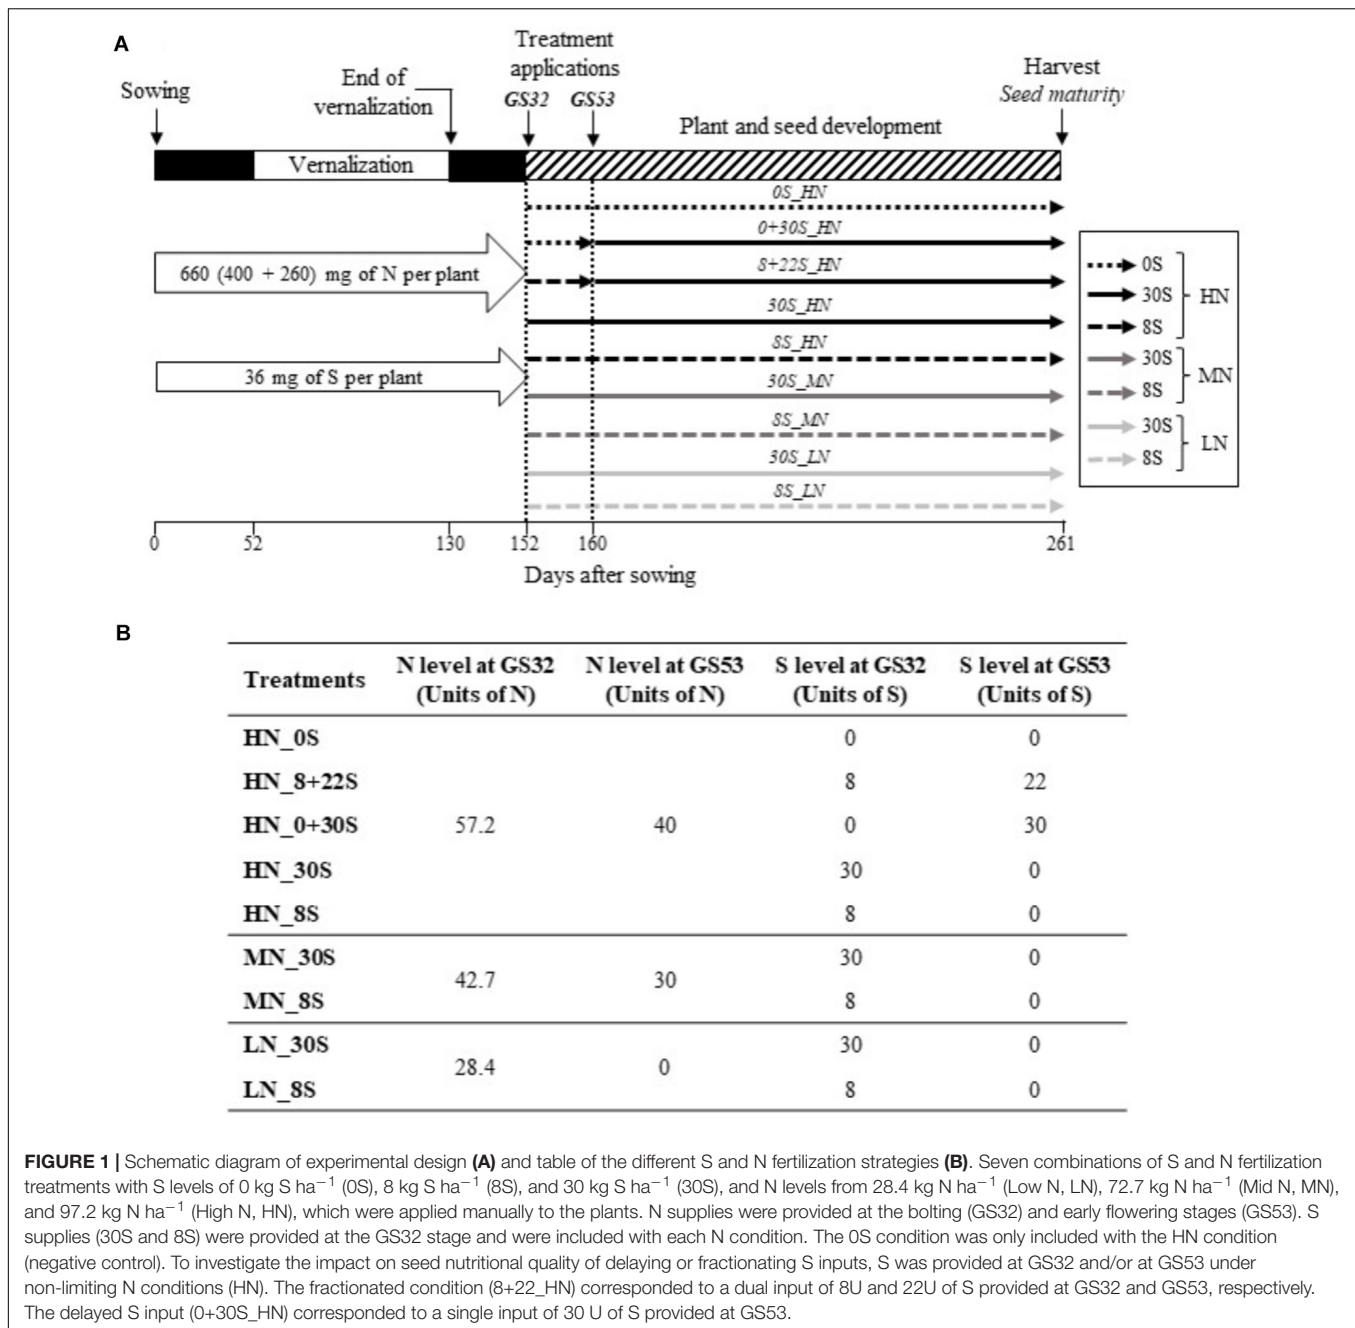 A
Treatment
applications
GS32 GS53
End of
vernalization
Sowing
Harvest
Seed maturity
Plant and seed development
Vernalization
0S_HN
0+30S_HN
8+22S_HN
30S_HN
8S_HN
30S_MN
8S_MN
30S_LN
8S_LN
660 (400 + 260) mg of N per plant
36 mg of S per plant
0S
30S
8S
HN
30S
8S
MN
30S
8S
LN
0 52 130 152 160 261
Days after sowing
B
Treatments N level at GS32 (Units of N) N level at GS53 (Units of N) S level at GS32 (Units of S) S level at GS53 (Units of S)
HN_0S 0 0
HN_8+22S 8 22
HN_0+30S 57.2 40 0 30
HN_30S 30 0
HN_8S 8 0
MN_30S 30 0
42.7 30
MN_8S 8 0
LN_30S 30 0
28.4 0
LN_8S 8 0
FIGURE 1 | Schematic diagram of experimental design (A) and table of the different S and N fertilization strategies (B). Seven combinations of S and N fertilization
treatments with S levels of 0 kg S ha⁻¹ (0S), 8 kg S ha⁻¹ (8S), and 30 kg S ha⁻¹ (30S), and N levels from 28.4 kg N ha⁻¹ (Low N, LN), 72.7 kg N ha⁻¹ (Mid N, MN),
and 97.2 kg N ha⁻¹ (High N, HN), which were applied manually to the plants. N supplies were provided at the bolting (GS32) and early flowering stages (GS53). S
supplies (30S and 8S) were provided at the GS32 stage and were included with each N condition. The 0S condition was only included with the HN condition
(negative control). To investigate the impact on seed nutritional quality of delaying or fractionating S inputs, S was provided at GS32 and/or at GS53 under
non-limiting N conditions (HN). The fractionated condition (8+22_HN) corresponded to a dual input of 8U and 22U of S provided at GS32 and GS53, respectively.
The delayed S input (0+30S_HN) corresponded to a single input of 30 U of S provided at GS53.